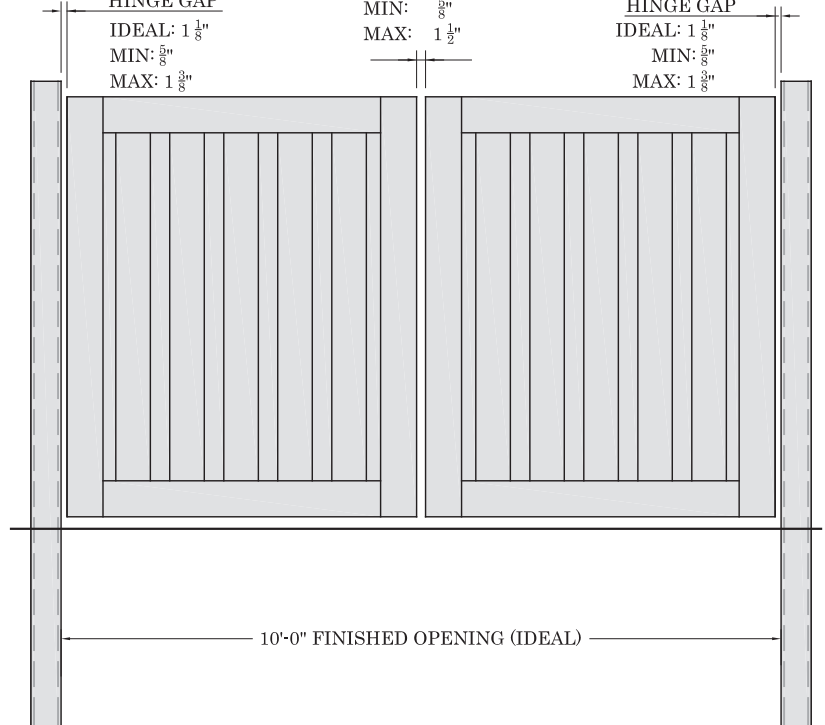 HINGE GAP
IDEAL: 1 1/8"
MIN: 5/8"
MAX: 1 3/8"
MIN: 5/8"
MAX: 1 1/2"
HINGE GAP
IDEAL: 1 1/8"
MIN: 5/8"
MAX: 1 3/8"
10'-0" FINISHED OPENING (IDEAL)